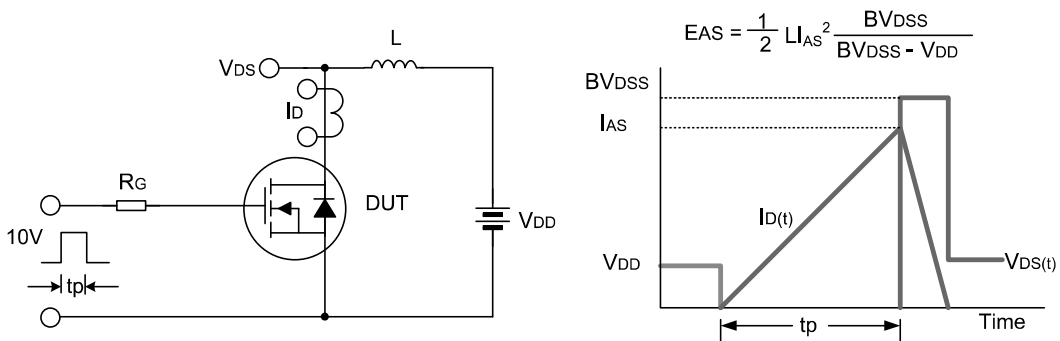 VDS
L
ID
RG
DUT
VDD
10V
tp
EAS = 1/2 LIAS² BVDSS / BVDSS - VDD
BVDSS
IAS
ID(t)
VDD
VDS(t)
tp
Time